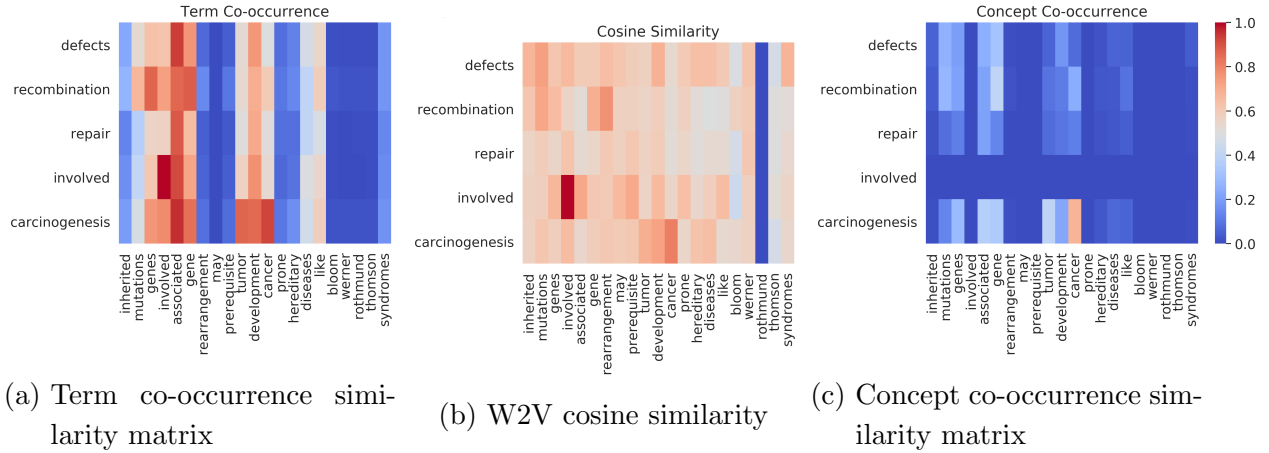 Term Co-occurrence
defects
recombination
repair
involved
carcinogenesis
inherited
mutations
genes
involved
associated
gene
rearrangement
may
prerequisite
tumor
development
cancer
prone
hereditary
diseases
like
bloom
werner
rothmund
thomson
syndromes
(a) Term co-occurrence simi-
larity matrix
Cosine Similarity
defects
recombination
repair
involved
carcinogenesis
inherited
mutations
genes
involved
associated
gene
rearrangement
may
prerequisite
tumor
development
cancer
prone
hereditary
diseases
like
bloom
werner
rothmund
thomson
syndromes
(b) W2V cosine similarity
Concept Co-occurrence
defects
recombination
repair
involved
carcinogenesis
inherited
mutations
genes
involved
associated
gene
rearrangement
may
prerequisite
tumor
development
cancer
prone
hereditary
diseases
like
bloom
werner
rothmund
thomson
syndromes
1.0
0.8
0.6
0.4
0.2
0.0
(c) Concept co-occurrence sim-
ilarity matrix